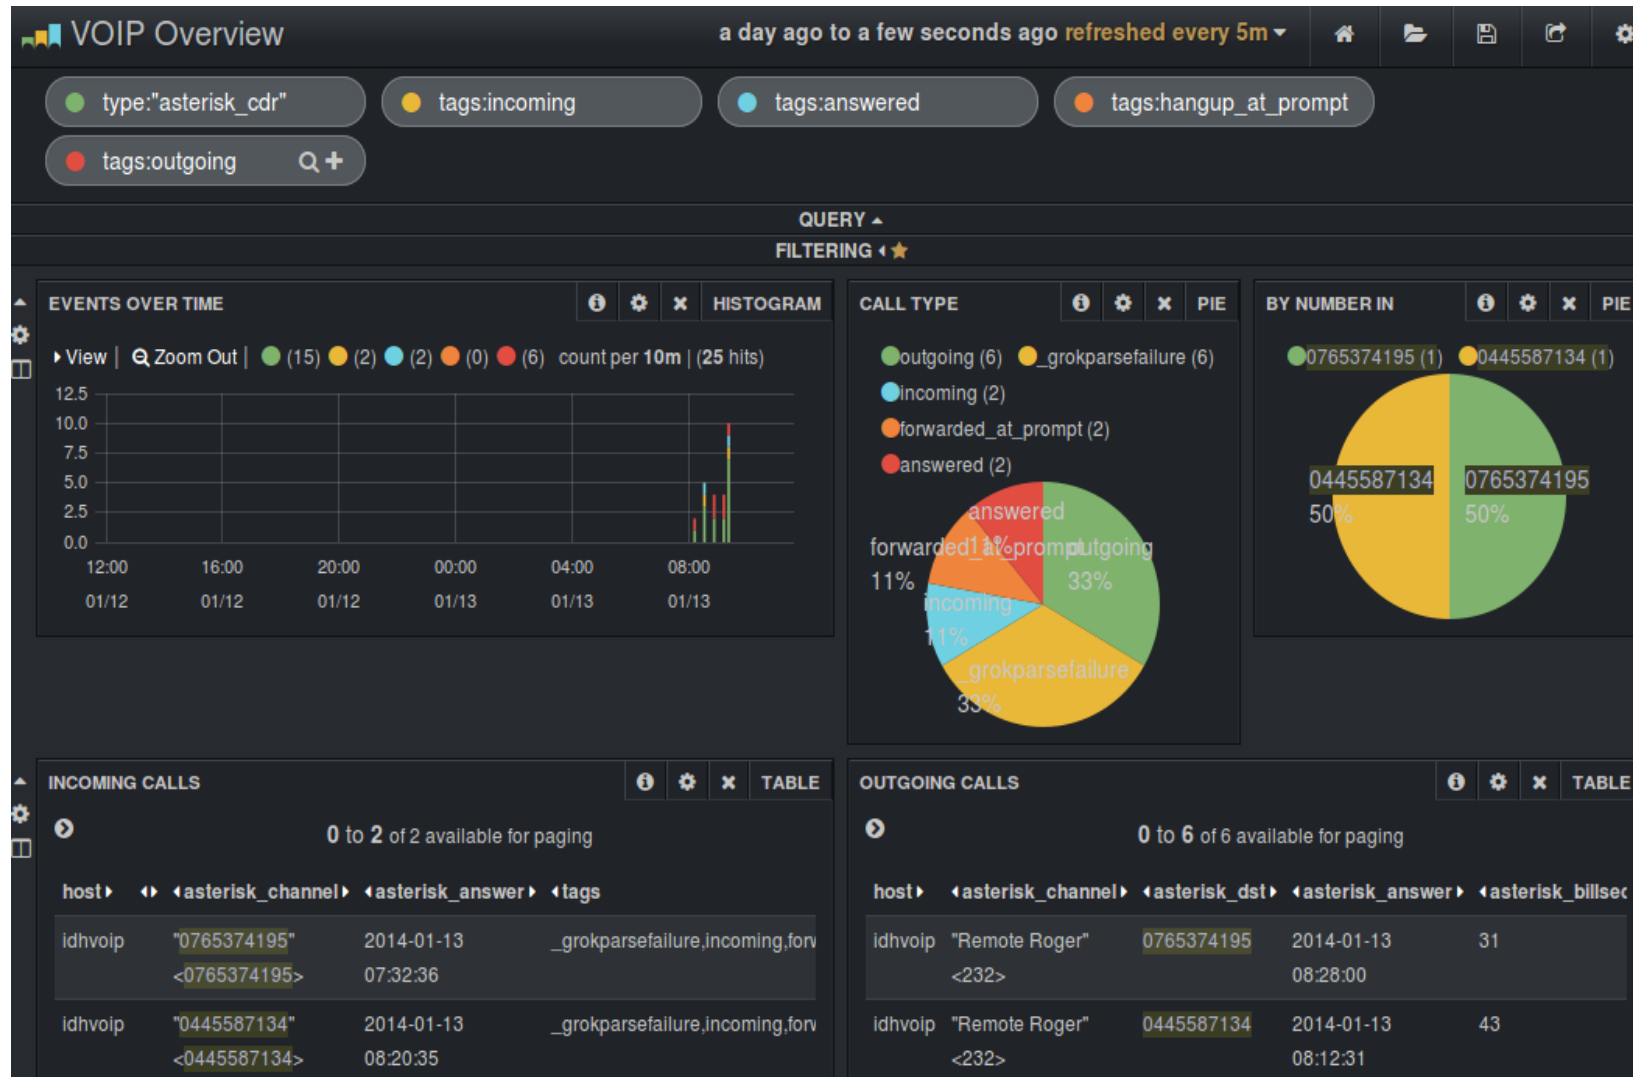 VOIP Overview
a day ago to a few seconds ago refreshed every 5m
type:"asterisk_cdr"
tags:incoming
tags:answered
tags:hangup_at_prompt
tags:outgoing
QUERY
FILTERING
EVENTS OVER TIME
HISTOGRAM
View | Zoom Out | (15) (2) (2) (0) (6) count per 10m | (25 hits)
12.5
10.0
7.5
5.0
2.5
0.0
12:00 16:00 20:00 00:00 04:00 08:00
01/12 01/12 01/12 01/13 01/13 01/13
CALL TYPE
PIE
outgoing (6) _grokparsefailure (6)
incoming (2)
forwarded_at_prompt (2)
answered (2)
answered
11%
forwarded_at_prompt
11%
outgoing
33%
incoming
11%
_grokparsefailure
33%
BY NUMBER IN
PIE
0765374195 (1) 0445587134 (1)
0445587134
50%
0765374195
50%
INCOMING CALLS
TABLE
0 to 2 of 2 available for paging
host asterisk_channel asterisk_answer tags
idhvoip "0765374195" 2014-01-13 _grokparsefailure,incoming,forw
<0765374195> 07:32:36
idhvoip "0445587134" 2014-01-13 _grokparsefailure,incoming,forw
<0445587134> 08:20:35
OUTGOING CALLS
TABLE
0 to 6 of 6 available for paging
host asterisk_channel asterisk_dst asterisk_answer asterisk_billsec
idhvoip "Remote Roger" 0765374195 2014-01-13 31
<232> 08:28:00
idhvoip "Remote Roger" 0445587134 2014-01-13 43
<232> 08:12:31